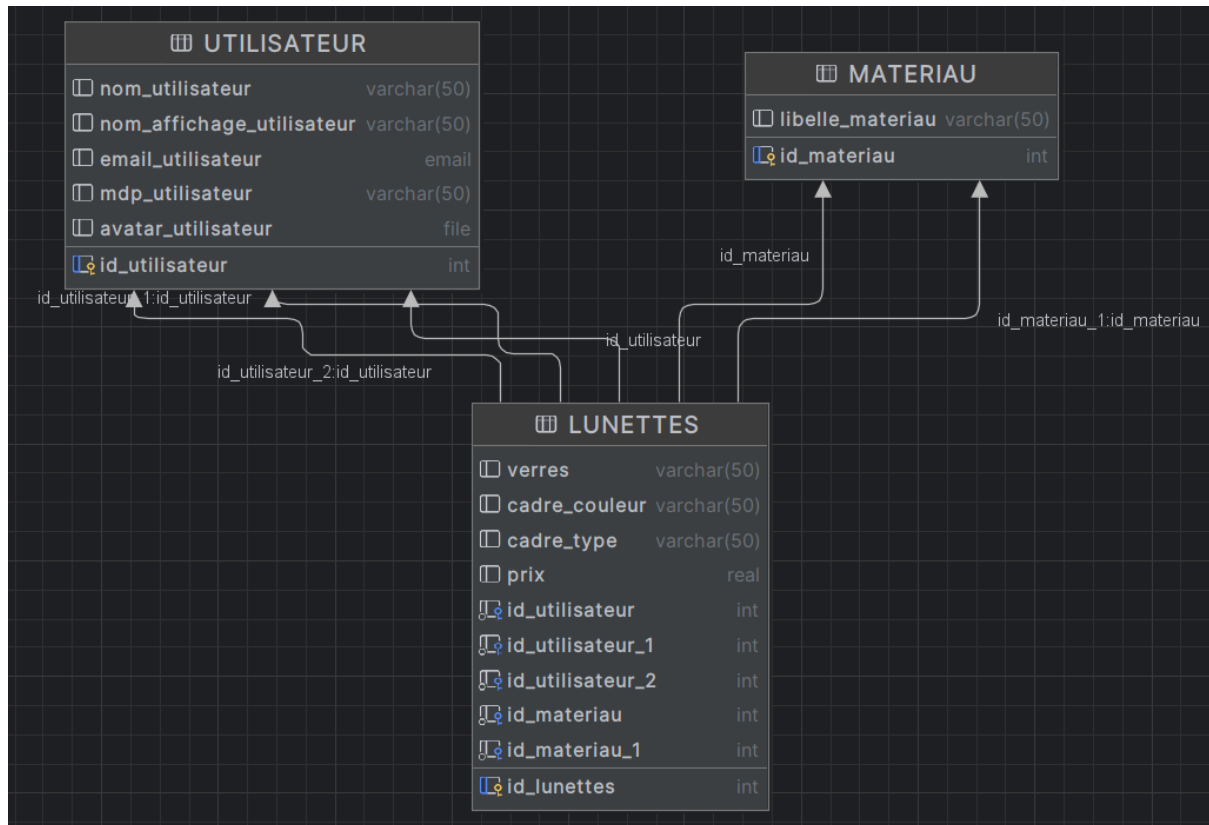 UTILISATEUR
nom_utilisateur varchar(50)
nom_affichage_utilisateur varchar(50)
email_utilisateur email
mdp_utilisateur varchar(50)
avatar_utilisateur file
id_utilisateur int
MATERIAU
libelle_materiau varchar(50)
id_materiau int
id_materiau
id_utilisateur_1:id_utilisateur
id_materiau_1:id_materiau
id_utilisateur
id_utilisateur_2:id_utilisateur
LUNETTES
verres varchar(50)
cadre_couleur varchar(50)
cadre_type varchar(50)
prix real
id_utilisateur int
id_utilisateur_1 int
id_utilisateur_2 int
id_materiau int
id_materiau_1 int
id_lunettes int